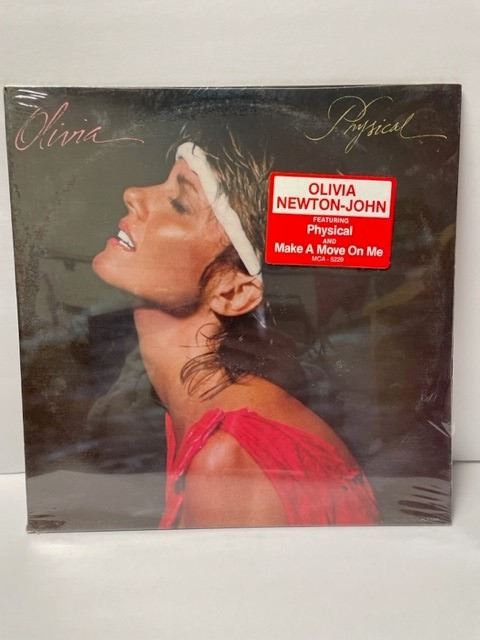 Olivia
Physical
OLIVIA
NEWTON-JOHN
FEATURING
Physical
AND
Make A Move On Me
MCA - 5229